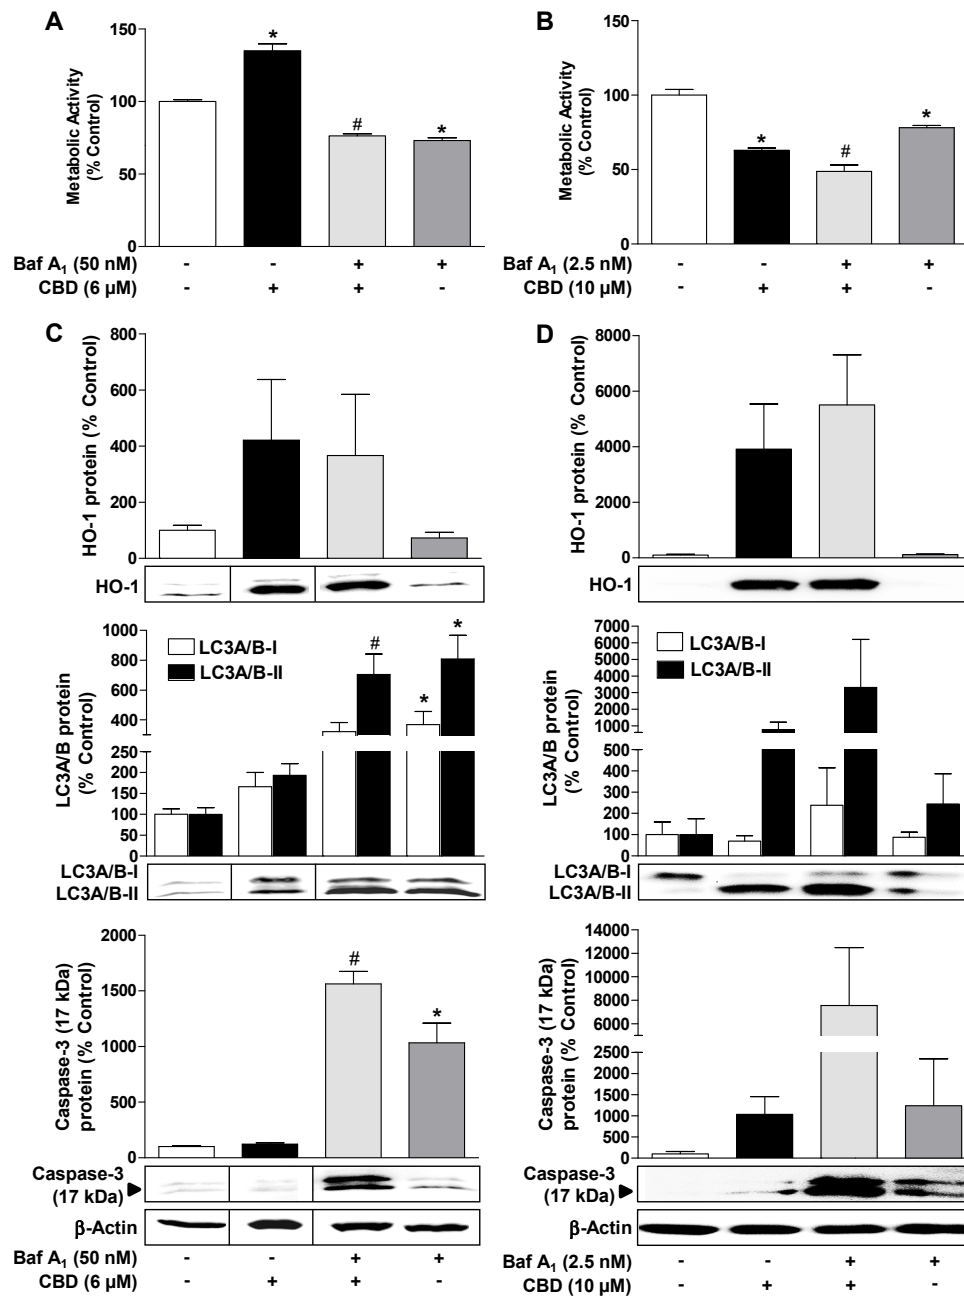 A
Metabolic Activity
(% Control)
150
100
50
0
*
#
*
Baf A₁ (50 nM) - - + +
CBD (6 µM) - + + -
B
Metabolic Activity
(% Control)
150
100
50
0
*
#
*
Baf A₁ (2.5 nM) - - + +
CBD (10 µM) - + + -
C
HO-1 protein (% Control)
800
600
400
200
0
HO-1
LC3A/B protein
(% Control)
1000
800
600
400
250
200
150
100
50
0
LC3A/B-I
LC3A/B-II
#
*
*
LC3A/B-I
LC3A/B-II
Caspase-3 (17 kDa)
protein (% Control)
2000
1500
1000
500
0
#
*
Caspase-3
(17 kDa)
β-Actin
Baf A₁ (50 nM) - - + +
CBD (6 µM) - + + -
D
HO-1 protein (% Control)
8000
6000
4000
2000
0
HO-1
LC3A/B protein
(% Control)
7000
6000
5000
4000
3000
2000
1000
500
400
300
200
100
0
LC3A/B-I
LC3A/B-II
LC3A/B-I
LC3A/B-II
Caspase-3 (17 kDa)
protein (% Control)
14000
12000
10000
8000
6000
2500
2000
1500
1000
500
0
Caspase-3
(17 kDa)
β-Actin
Baf A₁ (2.5 nM) - - + +
CBD (10 µM) - + + -